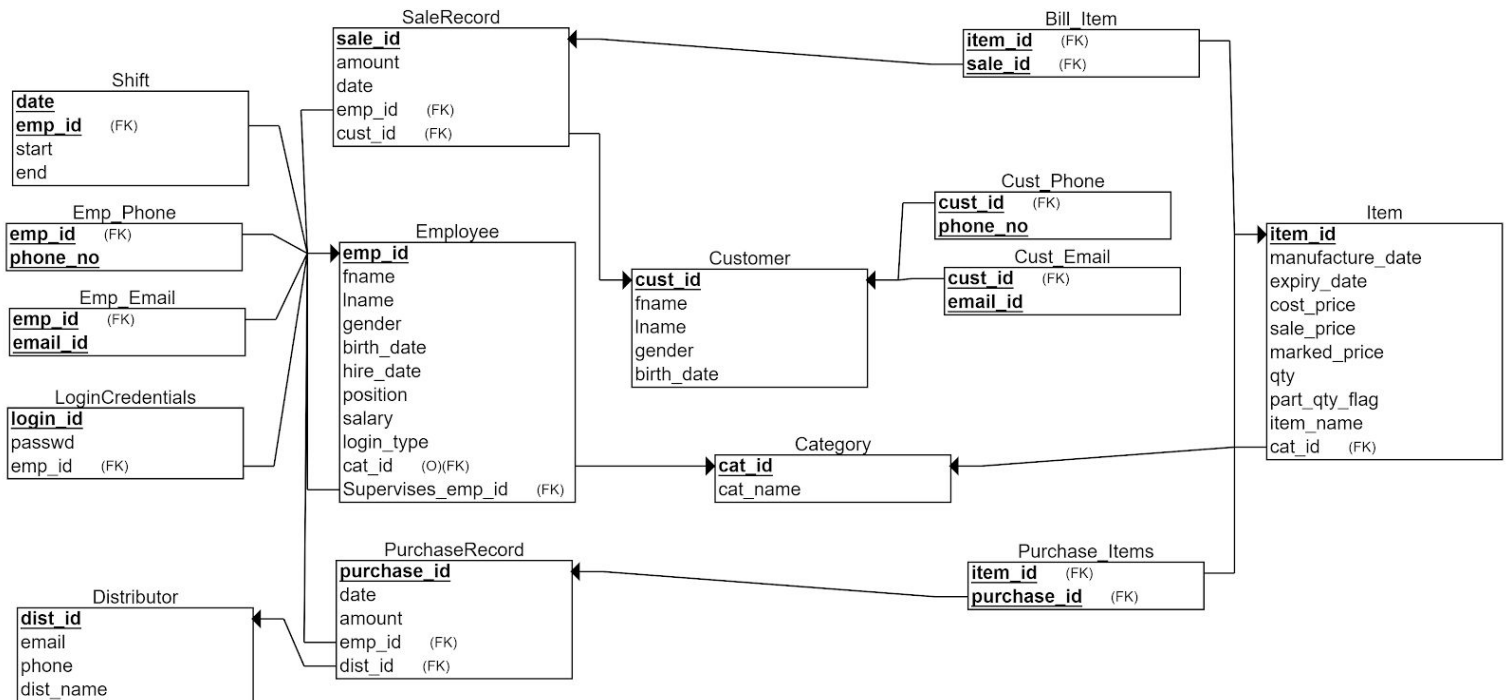 SaleRecord
sale_id
amount
date
emp_id (FK)
cust_id (FK)
Bill_Item
item_id (FK)
sale_id (FK)
Shift
date
emp_id (FK)
start
end
Emp_Phone
emp_id (FK)
phone_no
Emp_Email
emp_id (FK)
email_id
LoginCredentials
login_id
passwd
emp_id (FK)
Employee
emp_id
fname
lname
gender
birth_date
hire_date
position
salary
login_type
cat_id (O)(FK)
Supervises_emp_id (FK)
Customer
cust_id
fname
lname
gender
birth_date
Cust_Phone
cust_id (FK)
phone_no
Cust_Email
cust_id (FK)
email_id
Item
item_id
manufacture_date
expiry_date
cost_price
sale_price
marked_price
qty
part_qty_flag
item_name
cat_id (FK)
Category
cat_id
cat_name
PurchaseRecord
purchase_id
date
amount
emp_id (FK)
dist_id (FK)
Purchase_Items
item_id (FK)
purchase_id (FK)
Distributor
dist_id
email
phone
dist_name